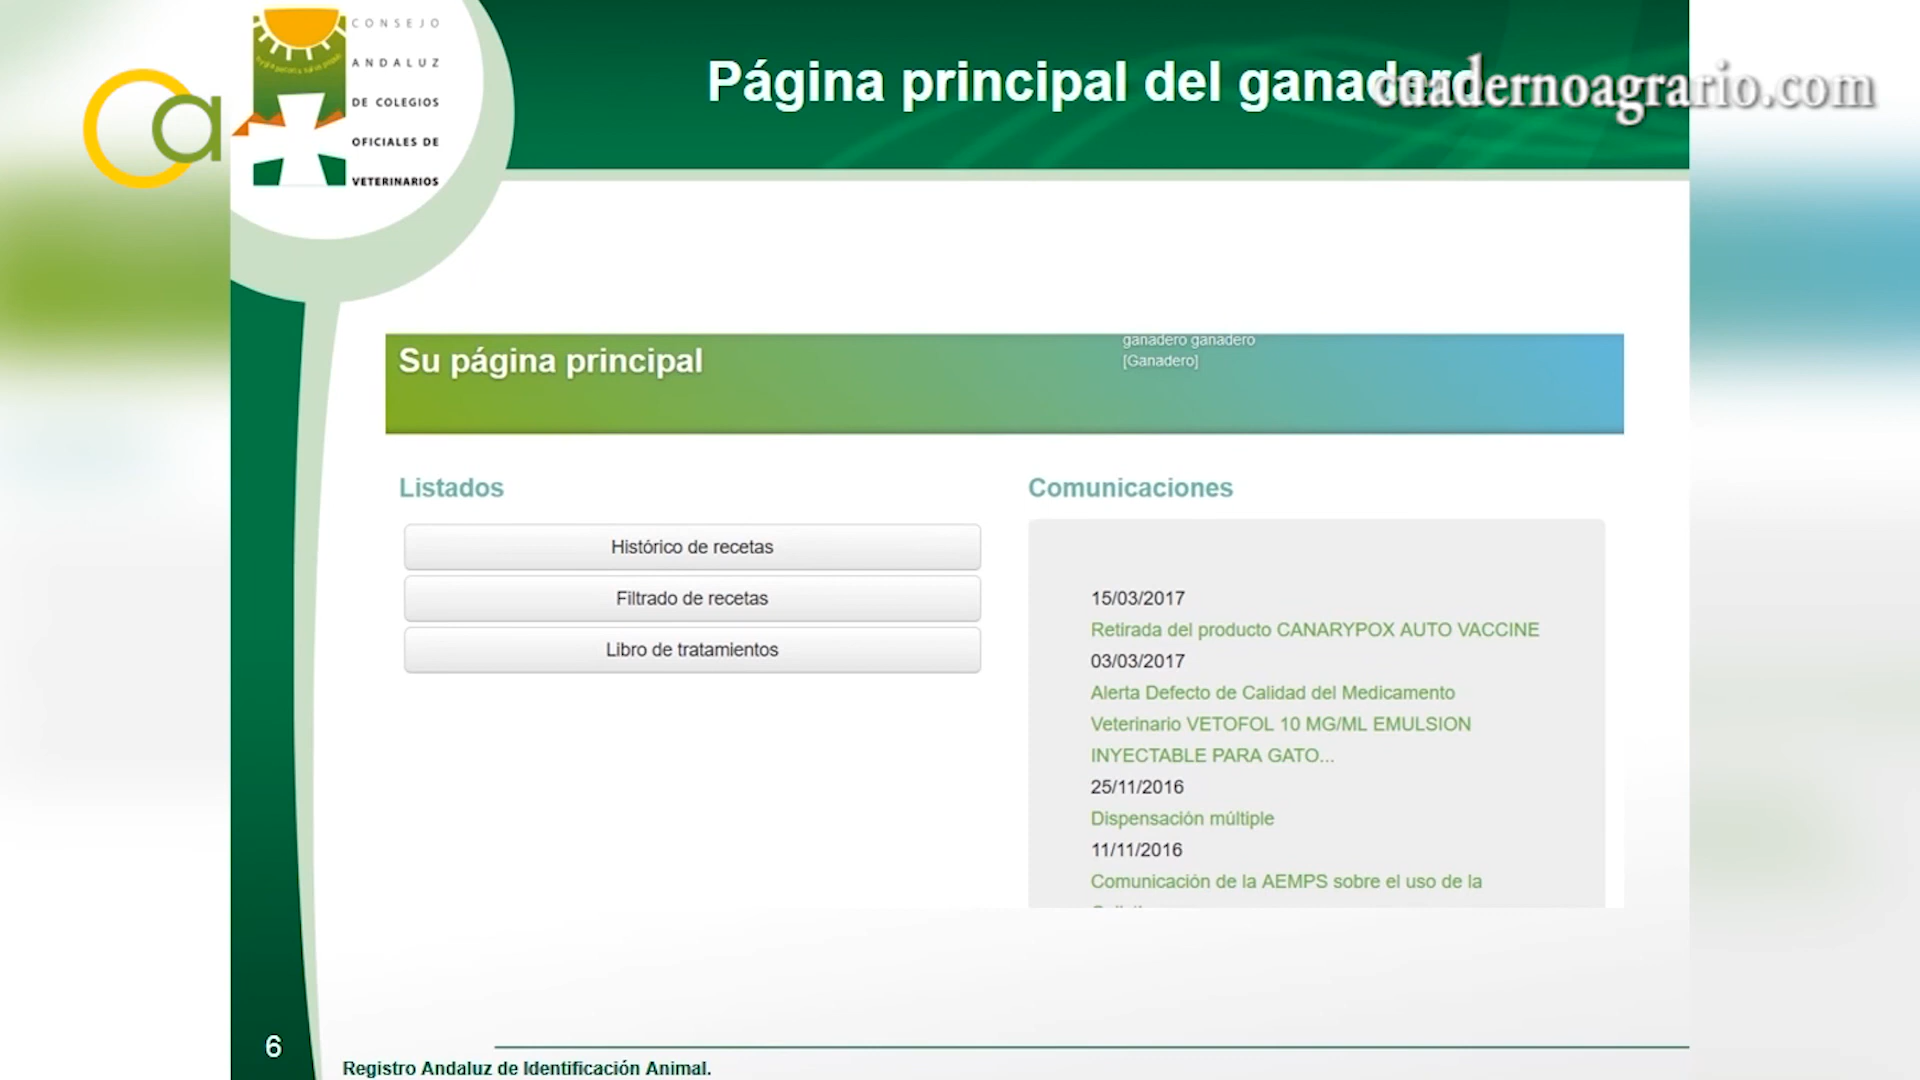 CONSEJO
ANDALUZ
DE COLEGIOS
OFICIALES DE
VETERINARIOS
Ca
Página principal del ganadero
cuadernoagrario.com
Su página principal
ganadero ganadero
[Ganadero]
Listados
Histórico de recetas
Filtrado de recetas
Libro de tratamientos
Comunicaciones
15/03/2017
Retirada del producto CANARYPOX AUTO VACCINE
03/03/2017
Alerta Defecto de Calidad del Medicamento
Veterinario VETOFOL 10 MG/ML EMULSION
INYECTABLE PARA GATO...
25/11/2016
Dispensación múltiple
11/11/2016
Comunicación de la AEMPS sobre el uso de la
6
Registro Andaluz de Identificación Animal.